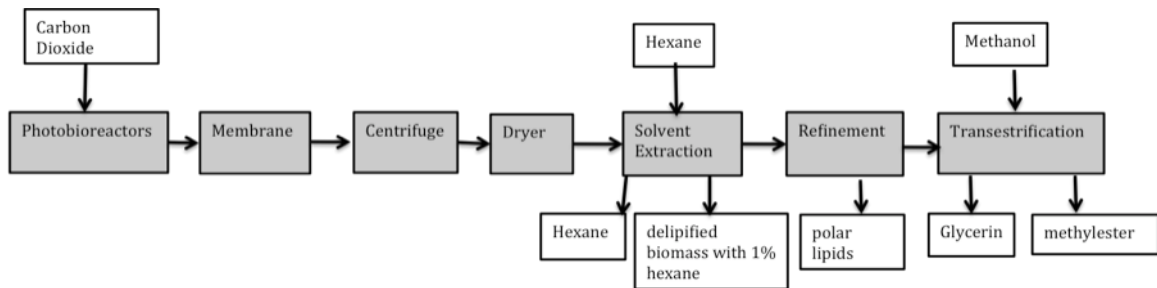 Carbon
Dioxide
Hexane
Methanol
Photobioreactors
Membrane
Centrifuge
Dryer
Solvent
Extraction
Refinement
Transestrification
Hexane
delipified
biomass with 1%
hexane
polar
lipids
Glycerin
methylester